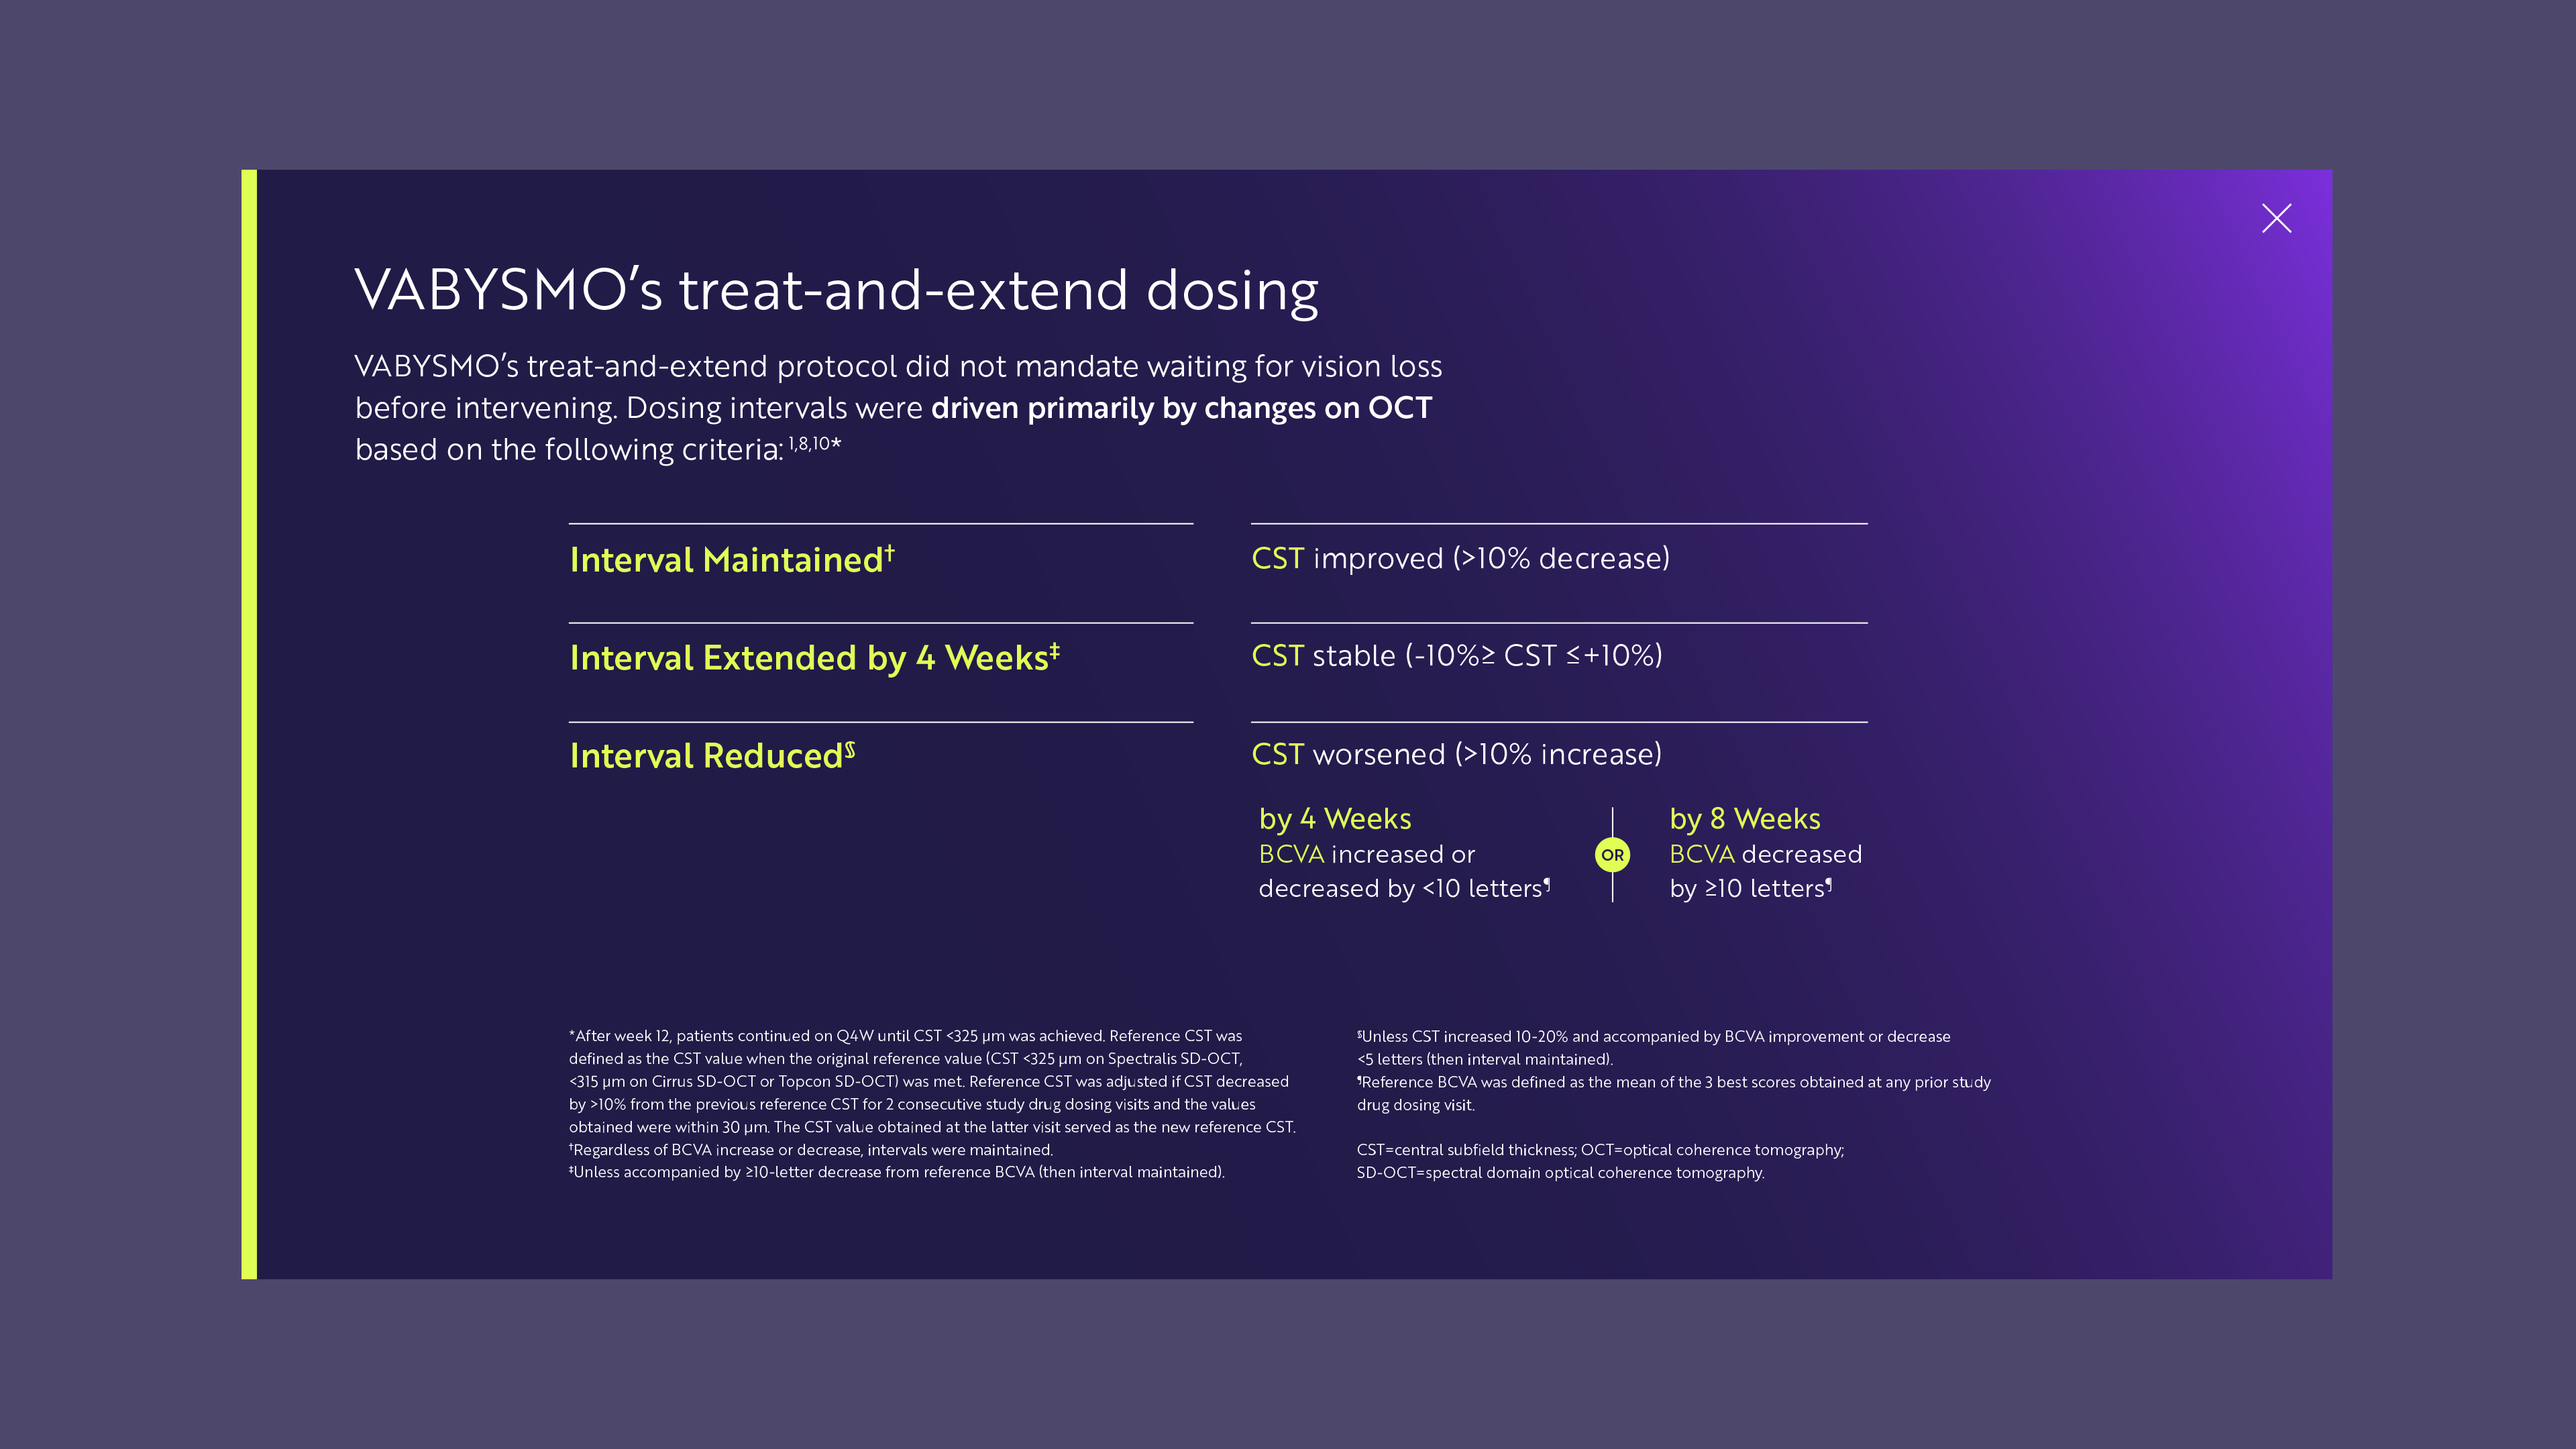 VABYSMO’s treat-and-extend dosing
VABYSMO’s treat-and-extend protocol did not mandate waiting for vision loss
before intervening. Dosing intervals were driven primarily by changes on OCT
based on the following criteria:1,8,10*
Interval Maintained†
CST improved (>10% decrease)
Interval Extended by 4 Weeks‡
CST stable (-10%≥ CST ≤+10%)
Interval Reduced§
CST worsened (>10% increase)
by 4 Weeks
BCVA increased or
decreased by <10 letters¶
OR
by 8 Weeks
BCVA decreased
by ≥10 letters¶
*After week 12, patients continued on Q4W until CST <325 µm was achieved. Reference CST was
defined as the CST value when the original reference value (CST <325 µm on Spectralis SD-OCT,
<315 µm on Cirrus SD-OCT or Topcon SD-OCT) was met. Reference CST was adjusted if CST decreased
by >10% from the previous reference CST for 2 consecutive study drug dosing visits and the values
obtained were within 30 µm. The CST value obtained at the latter visit served as the new reference CST.
†Regardless of BCVA increase or decrease, intervals were maintained.
‡Unless accompanied by ≥10-letter decrease from reference BCVA (then interval maintained).
§Unless CST increased 10-20% and accompanied by BCVA improvement or decrease
<5 letters (then interval maintained).
¶Reference BCVA was defined as the mean of the 3 best scores obtained at any prior study
drug dosing visit.
CST=central subfield thickness; OCT=optical coherence tomography;
SD-OCT=spectral domain optical coherence tomography.